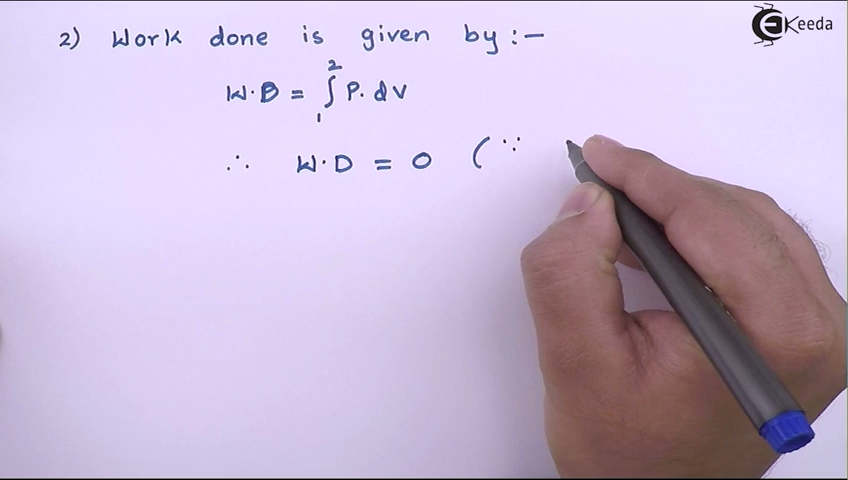 EKeeda
2) Work done is given by :-
W.B = ∫₁² P. dV
∴ W.D = 0 ( ∵